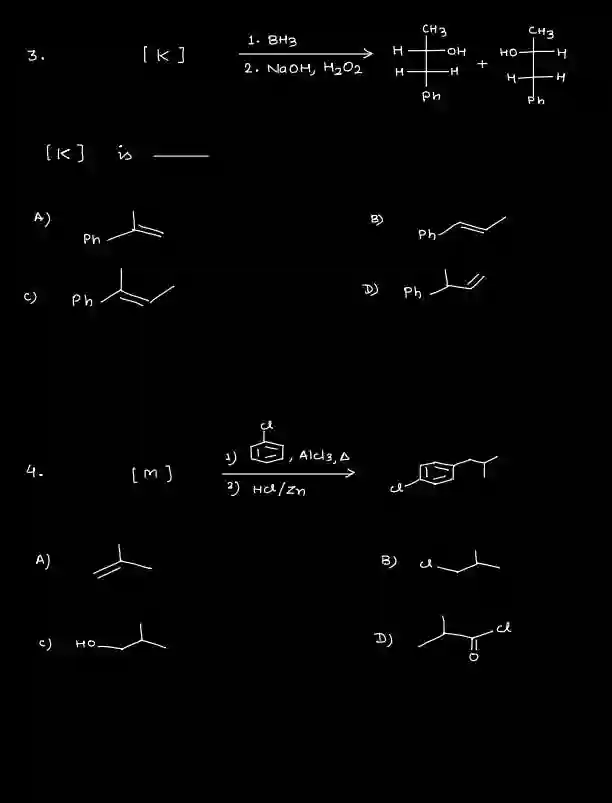 3. [K] 1. BH3 2. NaOH, H2O2 CH3 H OH H H Ph + CH3 HO H H H Ph
[K] is ____
A) Ph B) Ph
C) Ph D) Ph
4. [M] 1) Cl , AlCl3, Δ 2) HCl/Zn Cl
A) B) Cl
C) HO D) Cl O